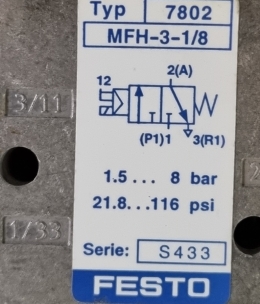 Typ 7802
MFH-3-1/8
12 2(A)
(P1)1 3(R1)
3/11
1.5... 8 bar
21.8...116 psi
1/33
Serie: S433
FESTO